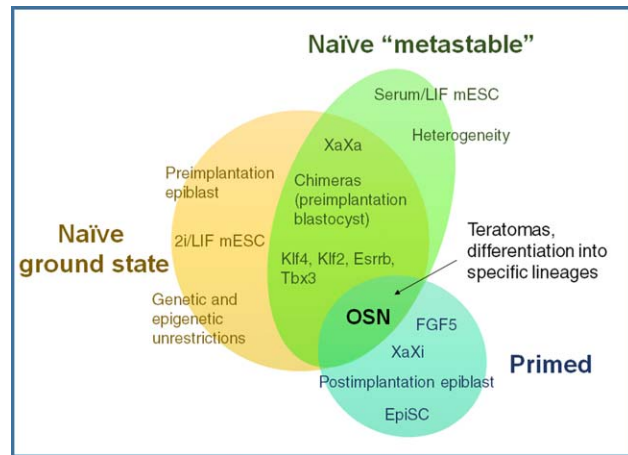 Naïve “metastable”
Serum/LIF mESC
Heterogeneity
XaXa
Preimplantation
epiblast
Chimeras
(preimplantation
blastocyst)
Naïve
ground state
2i/LIF mESC
Klf4, Klf2, Esrrb,
Tbx3
Genetic and
epigenetic
unrestrictions
Teratomas,
differentiation into
specific lineages
OSN
FGF5
XaXi
Postimplantation epiblast
EpiSC
Primed